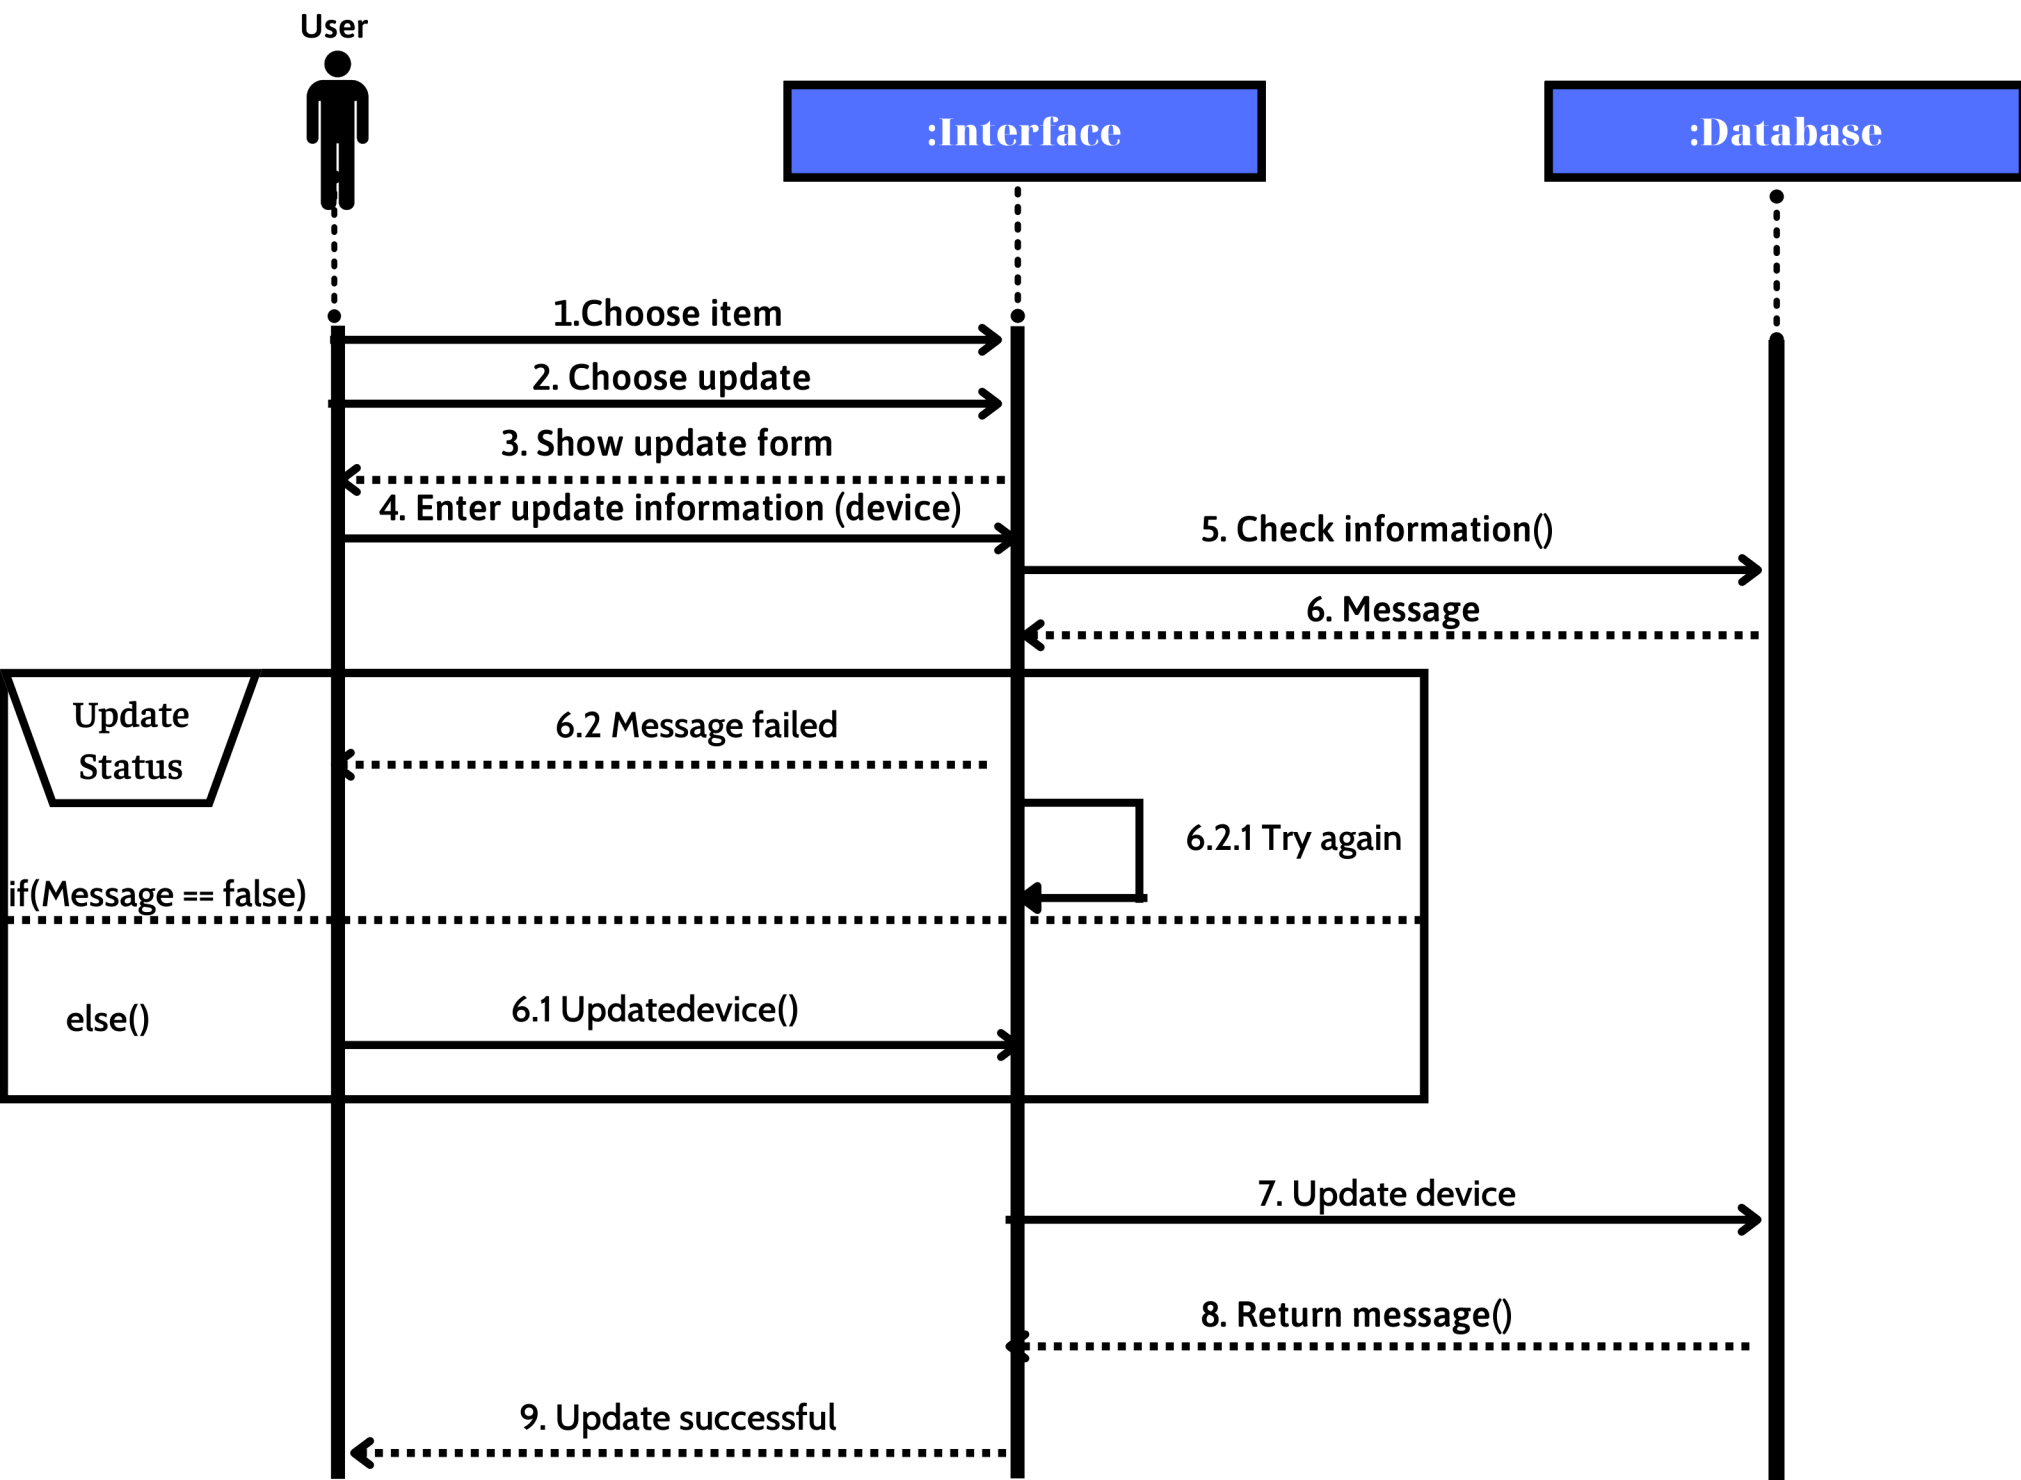 User
:Interface
:Database
1.Choose item
2. Choose update
3. Show update form
4. Enter update information (device)
5. Check information()
6. Message
Update
Status
6.2 Message failed
6.2.1 Try again
if(Message == false)
else()
6.1 Updatedevice()
7. Update device
8. Return message()
9. Update successful